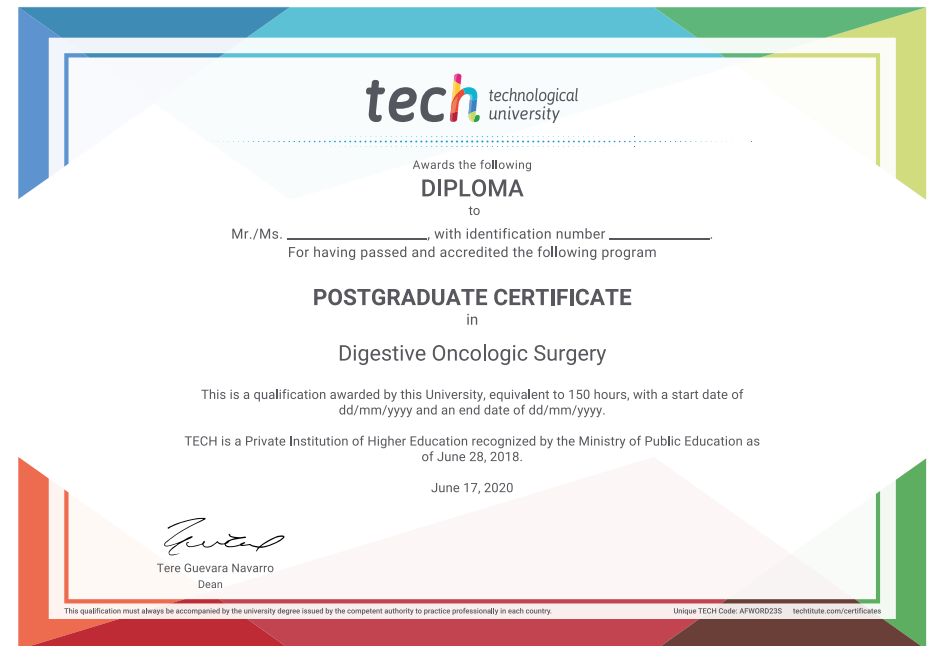 tech technological
university
Awards the following
DIPLOMA
to
Mr./Ms. ____________________, with identification number ______________.
For having passed and accredited the following program
POSTGRADUATE CERTIFICATE
in
Digestive Oncologic Surgery
This is a qualification awarded by this University, equivalent to 150 hours, with a start date of
dd/mm/yyyy and an end date of dd/mm/yyyy.
TECH is a Private Institution of Higher Education recognized by the Ministry of Public Education as
of June 28, 2018.
June 17, 2020
Tere Guevara Navarro
Dean
This qualification must always be accompanied by the university degree issued by the competent authority to practice professionally in each country.
Unique TECH Code: AFWORD23S techtitute.com/certificates